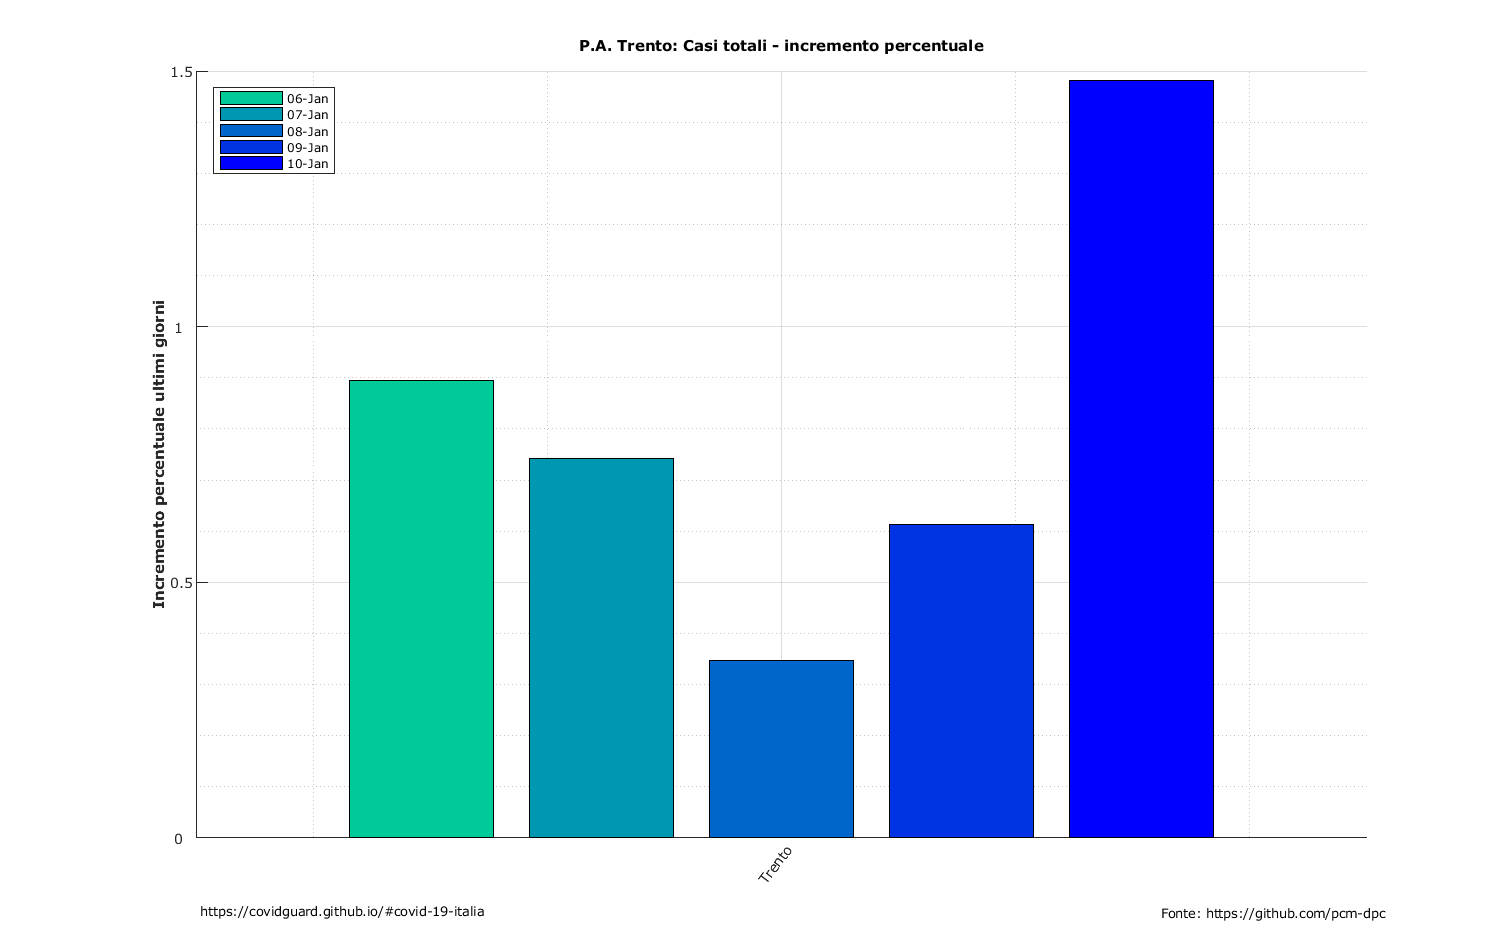 P.A. Trento: Casi totali - incremento percentuale
1.5
1
0.5
0
Incremento percentuale ultimi giorni
06-Jan
07-Jan
08-Jan
09-Jan
10-Jan
Trento
https://covidguard.github.io/#covid-19-italia
Fonte: https://github.com/pcm-dpc